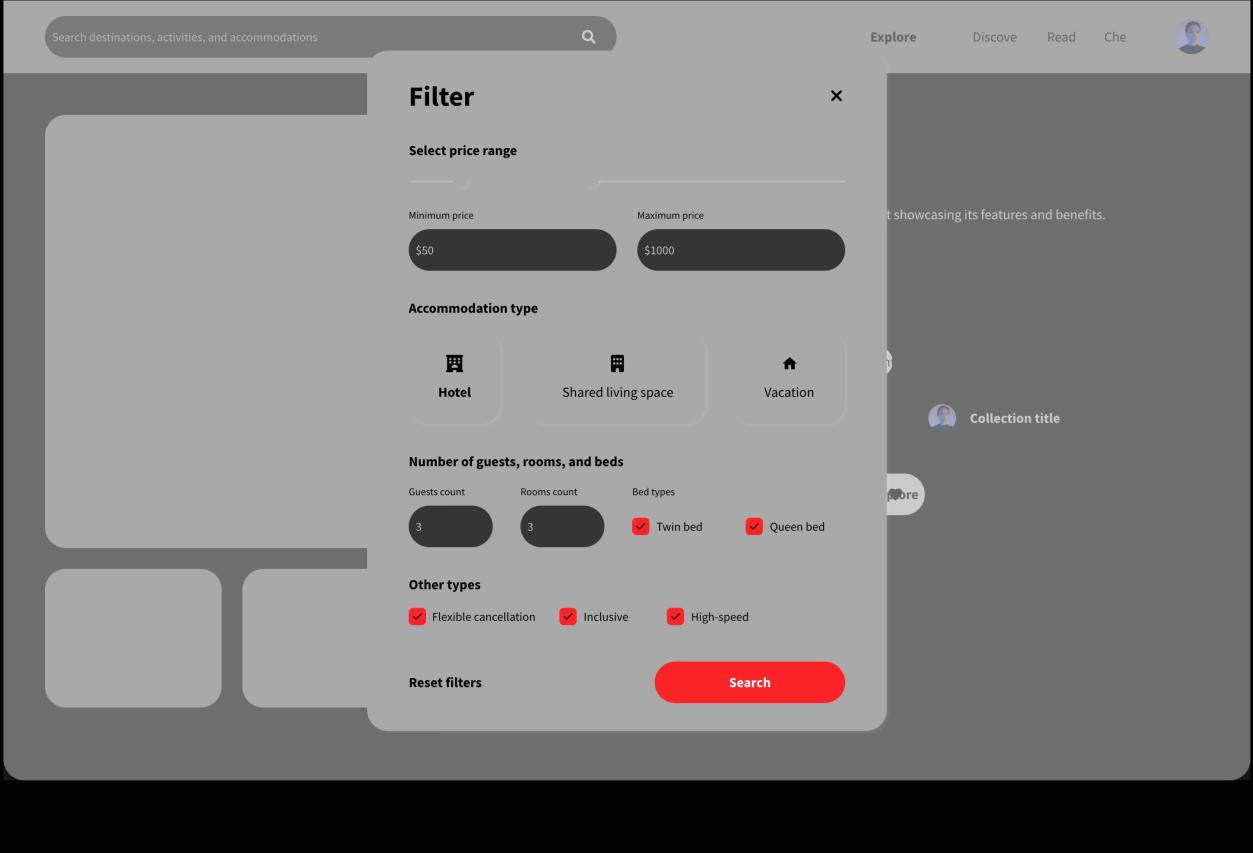 Search destinations, activities, and accommodations
Explore Discover Read Che
Filter
Select price range
t showcasing its features and benefits.
Minimum price Maximum price
$50 $1000
Accommodation type
Hotel Shared living space Vacation
Collection title
Number of guests, rooms, and beds
Guests count Rooms count Bed types
plore
3 3 Twin bed Queen bed
Other types
Flexible cancellation Inclusive High-speed
Reset filters Search